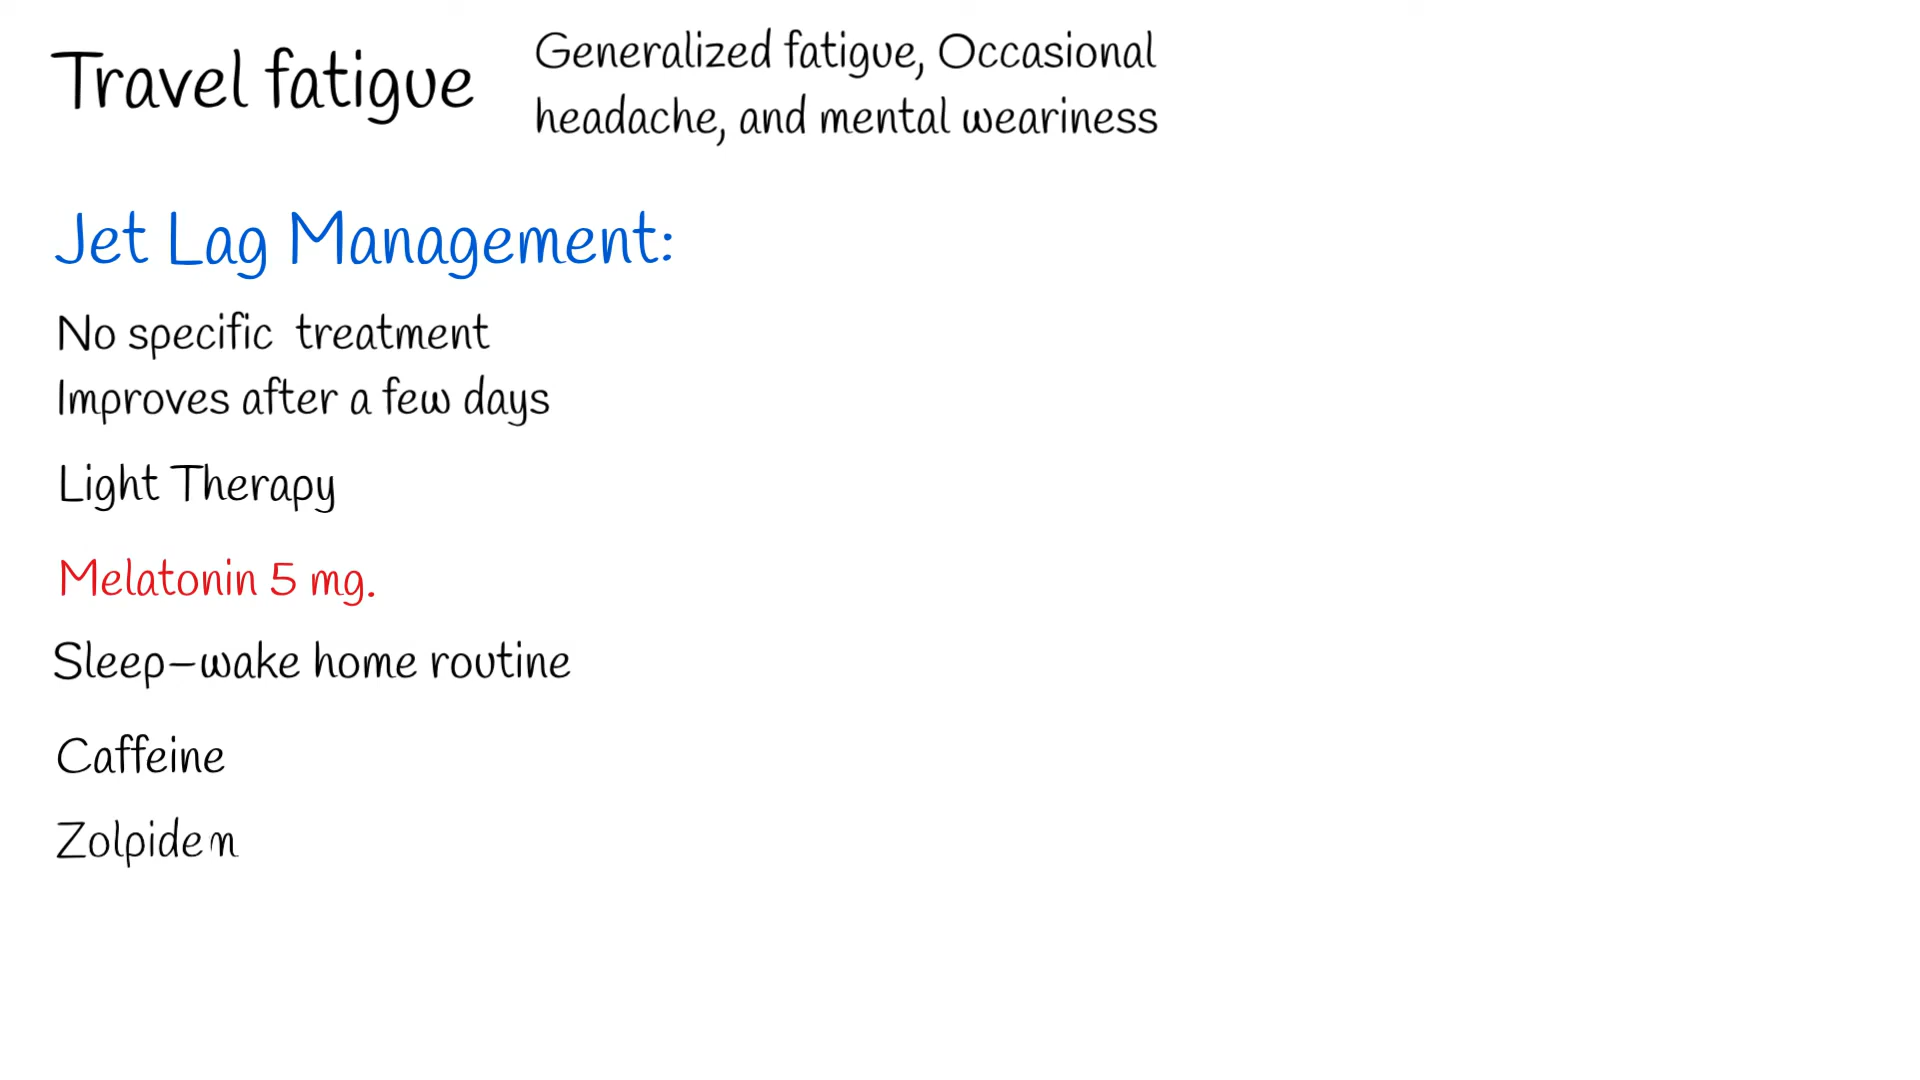 Travel fatigue
Generalized fatigue, Occasional
headache, and mental weariness
Jet Lag Management:
No specific treatment
Improves after a few days
Light Therapy
Melatonin 5 mg.
Sleep–wake home routine
Caffeine
Zolpidem